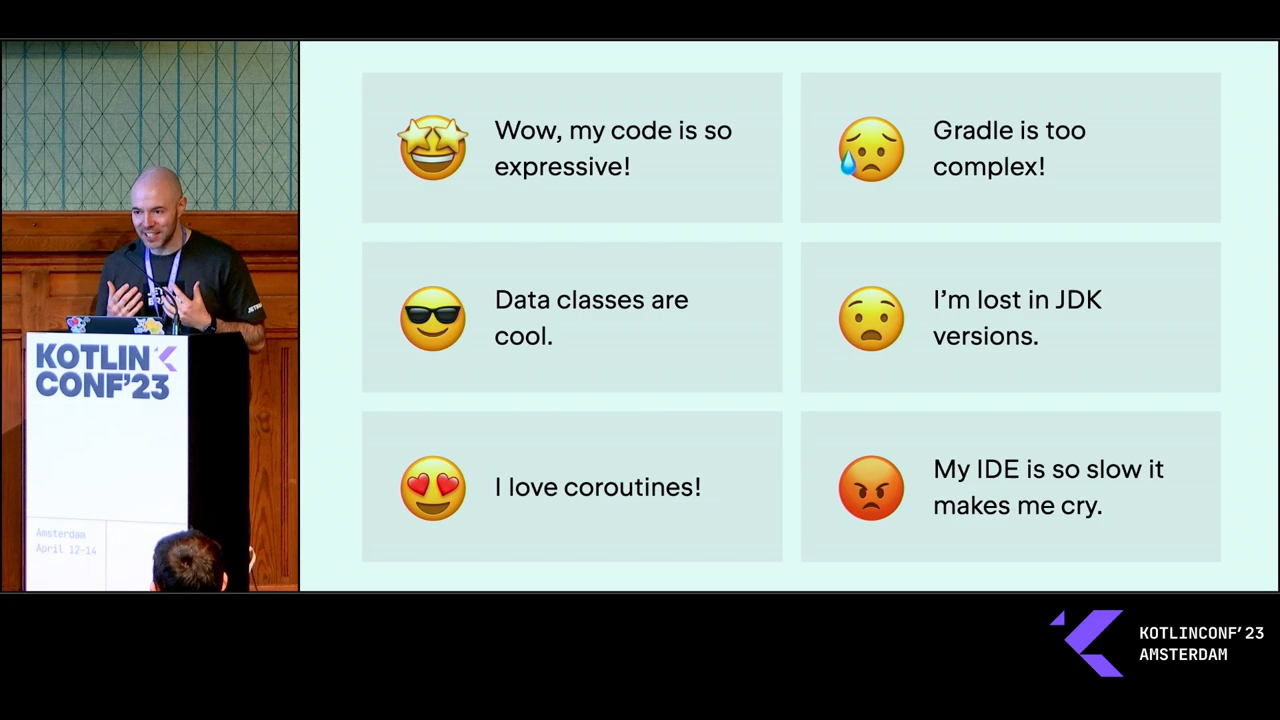 Wow, my code is so
expressive!
Gradle is too
complex!
Data classes are
cool.
I'm lost in JDK
versions.
I love coroutines!
My IDE is so slow it
makes me cry.
KOTLIN
CONF'23
Amsterdam
April 12-14
KOTLINCONF'23
AMSTERDAM